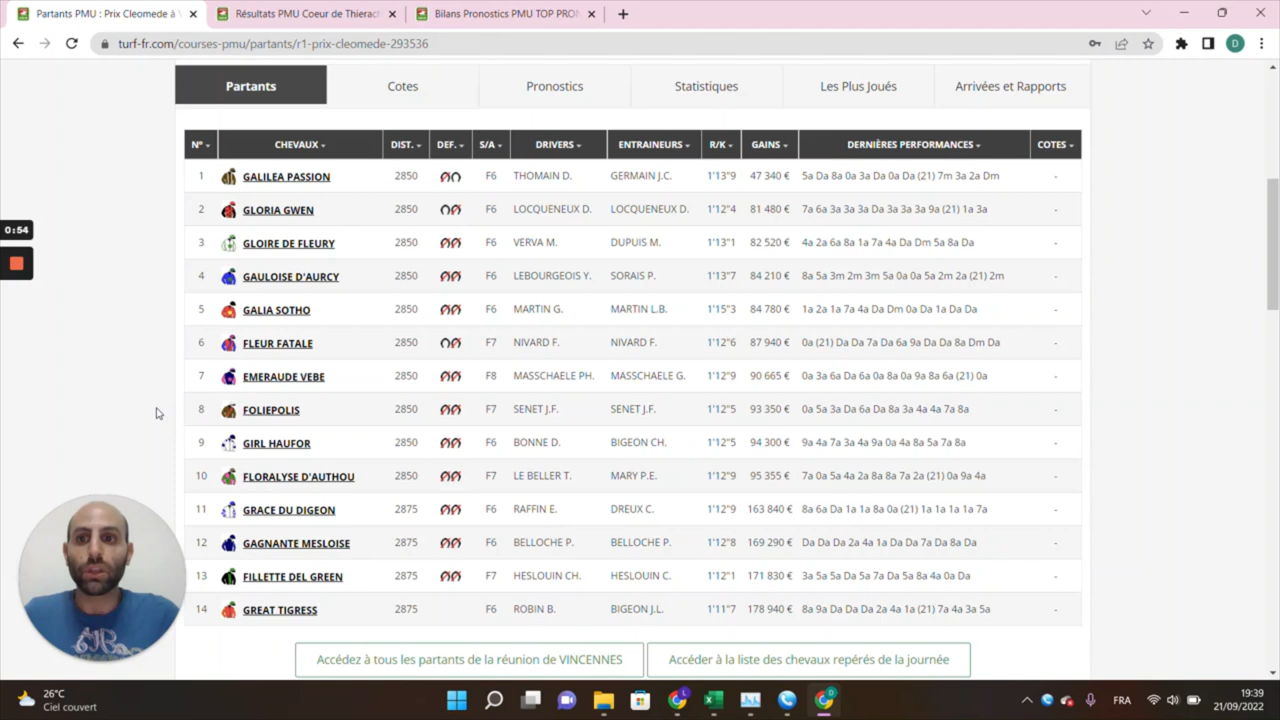 Partants PMU : Prix Cleomede à V
Résultats PMU Coeur de Thierach
Bilans Pronostics PMU TOP PRON
turf-fr.com/courses-pmu/partants/r1-prix-cleomede-293536
D
Partants Cotes Pronostics Statistiques Les Plus Joués Arrivées et Rapports
N° CHEVAUX DIST. DEF. S/A DRIVERS ENTRAINEURS R/K GAINS DERNIÈRES PERFORMANCES COTES
1 GALILEA PASSION 2850 F6 THOMAIN D. GERMAIN J.C. 1'13"9 47 340 € 5a Da 8a 0a 3a Da 0a Da (21) 7m 3a 2a Dm -
2 GLORIA GWEN 2850 F6 LOCQUENEUX D. LOCQUENEUX D. 1'12"4 81 480 € 7a 6a 3a 3a 3a Da 3a 3a 3a 9a (21) 1a 3a -
0:54
3 GLOIRE DE FLEURY 2850 F6 VERVA M. DUPUIS M. 1'13"1 82 520 € 4a 2a 6a 8a 1a 7a 4a Da Dm 5a 8a Da -
4 GAULOISE D'AURCY 2850 F6 LEBOURGEOIS Y. SORAIS P. 1'13"7 84 210 € 8a 5a 3m 2m 3m 5a 0a 0a 5a 2m 2a (21) 2m -
5 GALIA SOTHO 2850 F6 MARTIN G. MARTIN L.B. 1'15"3 84 780 € 1a 2a 1a 7a 4a Da Dm 0a Da 1a Da Da -
6 FLEUR FATALE 2850 F7 NIVARD F. NIVARD F. 1'12"6 87 940 € 0a (21) Da Da 7a Da 6a 9a Da Da 8a Dm Da -
7 EMERAUDE VEBE 2850 F8 MASSCHAELE PH. MASSCHAELE G. 1'12"9 90 665 € 0a 3a 6a Da 6a 0a 8a 0a 9a 8a 6a (21) 0a -
8 FOLIEPOLIS 2850 F7 SENET J.F. SENET J.F. 1'12"5 93 350 € 0a 5a 3a Da 6a Da 8a 3a 4a 4a 7a 8a -
9 GIRL HAUFOR 2850 F6 BONNE D. BIGEON CH. 1'12"5 94 300 € 9a 4a 7a 3a 4a 9a 0a 4a 8a 5a 7a 8a -
10 FLORALYSE D'AUTHOU 2850 F7 LE BELLER T. MARY P.E. 1'12"9 95 355 € 7a 0a 5a 4a 2a 8a 8a 7a 2a (21) 0a 9a 4a -
11 GRACE DU DIGEON 2875 F6 RAFFIN E. DREUX C. 1'12"9 163 840 € 8a 6a Da 1a 1a 8a 0a (21) 1a 1a 1a 1a 7a -
12 GAGNANTE MESLOISE 2875 F6 BELLOCHE P. BELLOCHE P. 1'12"8 169 290 € Da Da Da 2a 4a 1a Da Da 7a Da 8a Da -
13 FILLETTE DEL GREEN 2875 F7 HESLOUIN CH. HESLOUIN C. 1'12"1 171 830 € 3a 5a 5a Da 5a 7a Da 5a 8a 4a 0a Da -
14 GREAT TIGRESS 2875 F6 ROBIN B. BIGEON J.L. 1'11"7 178 940 € 8a 9a Da Da Da 2a 4a 1a (21) 7a 4a 3a 5a -
Accédez à tous les partants de la réunion de VINCENNES Accéder à la liste des chevaux repérés de la journée
26°C
Ciel couvert
FRA
19:39
21/09/2022